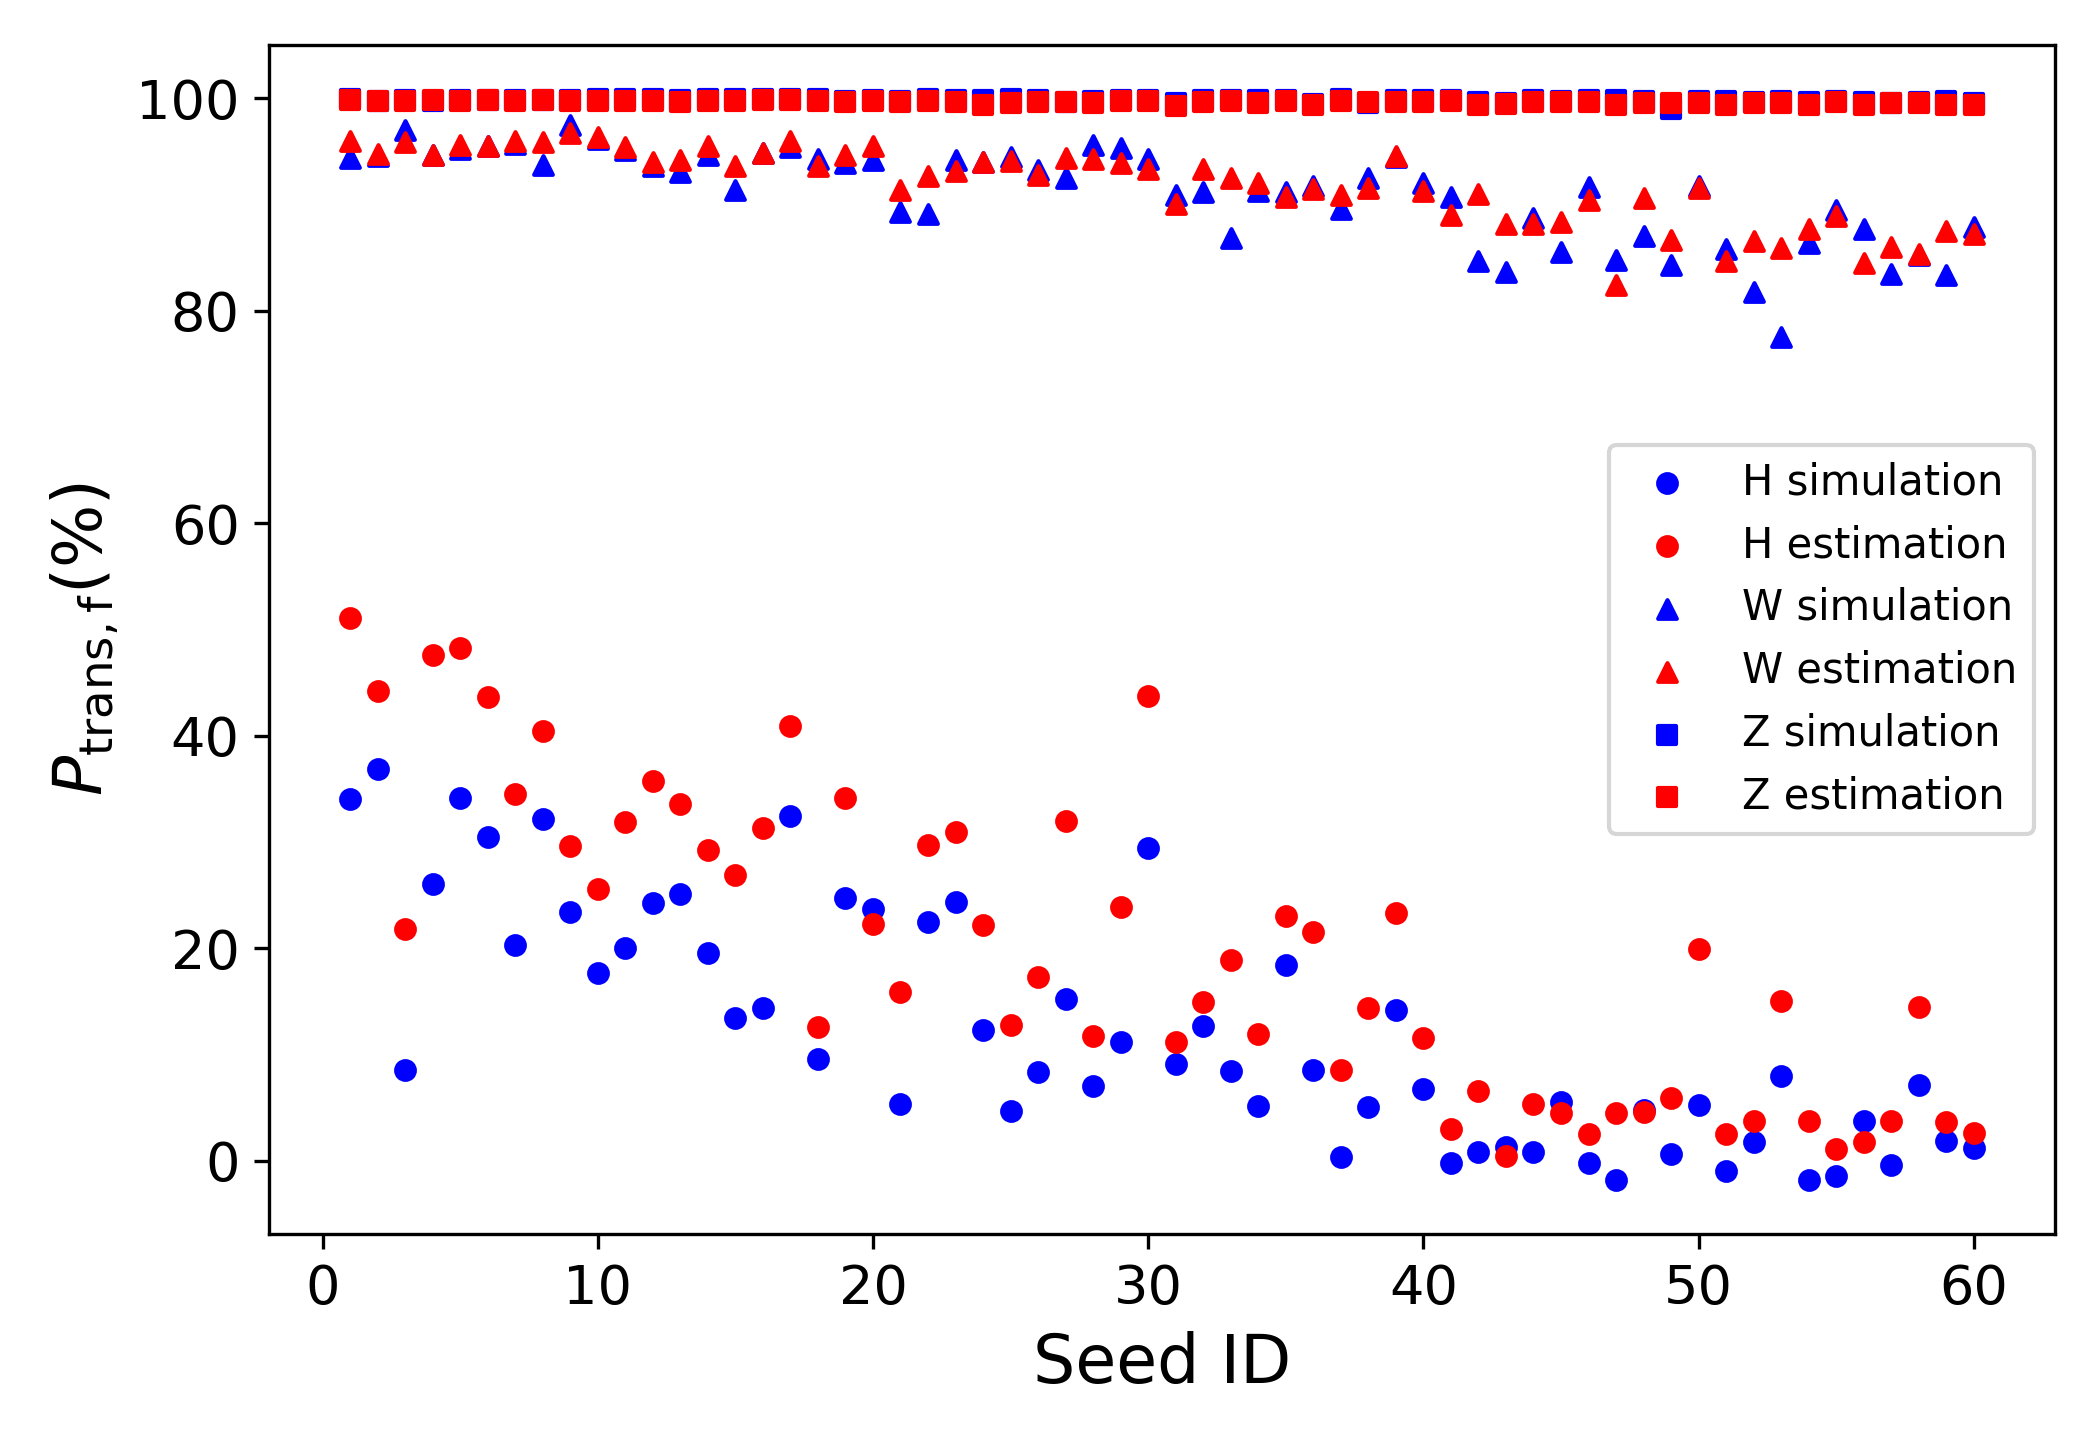 100
80
60
40
20
0
P_trans, f(%)
H simulation
H estimation
W simulation
W estimation
Z simulation
Z estimation
0 10 20 30 40 50 60
Seed ID